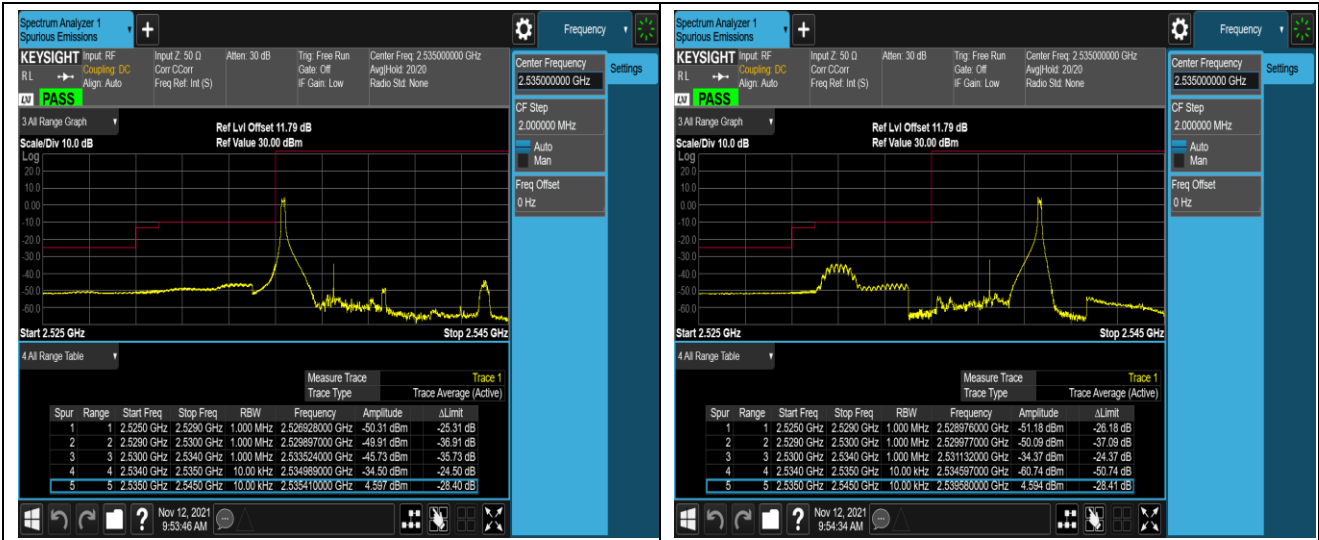 Spectrum Analyzer 1
Spurious Emissions
+
Frequency
KEYSIGHT Input: RF Input Z: 50 Ω Atten: 30 dB Trig: Free Run Center Freq: 2.535000000 GHz
R L Coupling: DC Corr CCorr Gate: Off Avg|Hold: 20/20
Align: Auto Freq Ref: Int (S) IF Gain: Low Radio Std: None
LXI PASS
3 All Range Graph
Ref Lvl Offset 11.79 dB
Scale/Div 10.0 dB Ref Value 30.00 dBm
Log
20.0
10.0
0.00
-10.0
-20.0
-30.0
-40.0
-50.0
-60.0
Start 2.525 GHz Stop 2.545 GHz
4 All Range Table
Measure Trace Trace 1
Trace Type Trace Average (Active)
Spur Range Start Freq Stop Freq RBW Frequency Amplitude ΔLimit
1 1 2.5250 GHz 2.5290 GHz 1.000 MHz 2.526928000 GHz -50.31 dBm -25.31 dB
2 2 2.5290 GHz 2.5300 GHz 1.000 MHz 2.529897000 GHz -49.91 dBm -36.91 dB
3 3 2.5300 GHz 2.5340 GHz 1.000 MHz 2.533524000 GHz -45.73 dBm -35.73 dB
4 4 2.5340 GHz 2.5350 GHz 10.00 kHz 2.534989000 GHz -34.50 dBm -24.50 dB
5 5 2.5350 GHz 2.5450 GHz 10.00 kHz 2.535410000 GHz 4.597 dBm -28.40 dB
?
Nov 12, 2021
9:53:46 AM
Center Frequency
2.535000000 GHz
Settings
CF Step
2.000000 MHz
Auto
Man
Freq Offset
0 Hz
Spectrum Analyzer 1
Spurious Emissions
+
Frequency
KEYSIGHT Input: RF Input Z: 50 Ω Atten: 30 dB Trig: Free Run Center Freq: 2.535000000 GHz
R L Coupling: DC Corr CCorr Gate: Off Avg|Hold: 20/20
Align: Auto Freq Ref: Int (S) IF Gain: Low Radio Std: None
LXI PASS
3 All Range Graph
Ref Lvl Offset 11.79 dB
Scale/Div 10.0 dB Ref Value 30.00 dBm
Log
20.0
10.0
0.00
-10.0
-20.0
-30.0
-40.0
-50.0
-60.0
Start 2.525 GHz Stop 2.545 GHz
4 All Range Table
Measure Trace Trace 1
Trace Type Trace Average (Active)
Spur Range Start Freq Stop Freq RBW Frequency Amplitude ΔLimit
1 1 2.5250 GHz 2.5290 GHz 1.000 MHz 2.528976000 GHz -51.18 dBm -26.18 dB
2 2 2.5290 GHz 2.5300 GHz 1.000 MHz 2.529977000 GHz -50.09 dBm -37.09 dB
3 3 2.5300 GHz 2.5340 GHz 1.000 MHz 2.531132000 GHz -34.37 dBm -24.37 dB
4 4 2.5340 GHz 2.5350 GHz 10.00 kHz 2.534597000 GHz -60.74 dBm -50.74 dB
5 5 2.5350 GHz 2.5450 GHz 10.00 kHz 2.539580000 GHz 4.594 dBm -28.41 dB
?
Nov 12, 2021
9:54:34 AM
Center Frequency
2.535000000 GHz
Settings
CF Step
2.000000 MHz
Auto
Man
Freq Offset
0 Hz